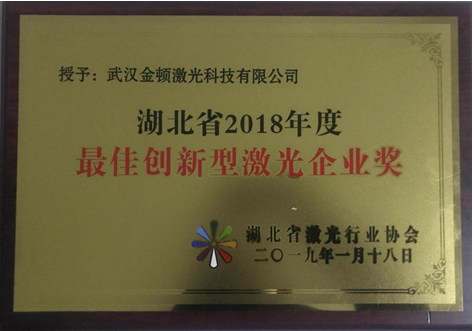 授予：武汉金顿激光科技有限公司
湖北省2018年度
最佳创新型激光企业奖
湖北省激光行业协会
二〇一九年一月十八日